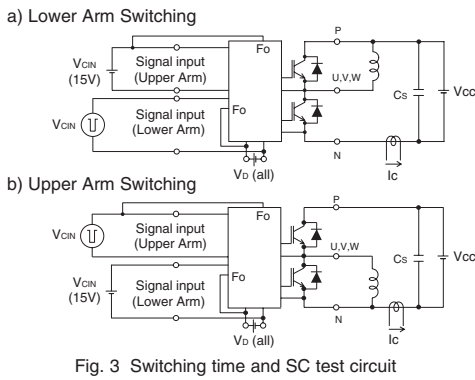 a) Lower Arm Switching
P
Fo
VCIN
(15V)
Signal input
(Upper Arm)
U,V,W
CS
Vcc
Signal input
(Lower Arm)
Fo
VCIN
N
Ic
VD (all)
b) Upper Arm Switching
P
Fo
VCIN
Signal input
(Upper Arm)
U,V,W
CS
Vcc
VCIN
(15V)
Signal input
(Lower Arm)
Fo
N
Ic
VD (all)
Fig. 3 Switching time and SC test circuit